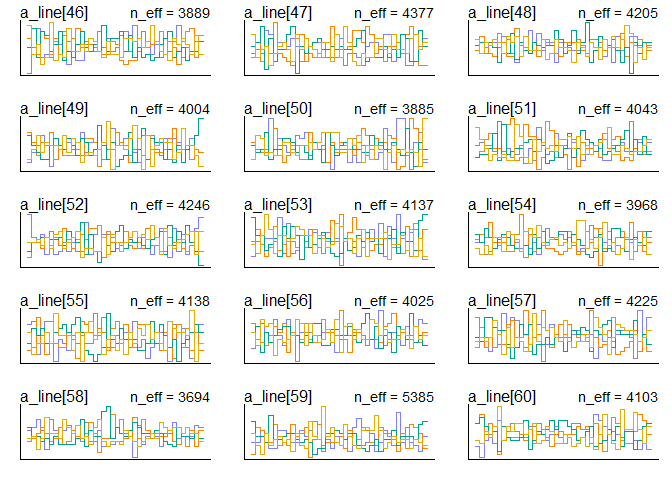 a_line[46] n_eff = 3889 a_line[47] n_eff = 4377 a_line[48] n_eff = 4205
a_line[49] n_eff = 4004 a_line[50] n_eff = 3885 a_line[51] n_eff = 4043
a_line[52] n_eff = 4246 a_line[53] n_eff = 4137 a_line[54] n_eff = 3968
a_line[55] n_eff = 4138 a_line[56] n_eff = 4025 a_line[57] n_eff = 4225
a_line[58] n_eff = 3694 a_line[59] n_eff = 5385 a_line[60] n_eff = 4103